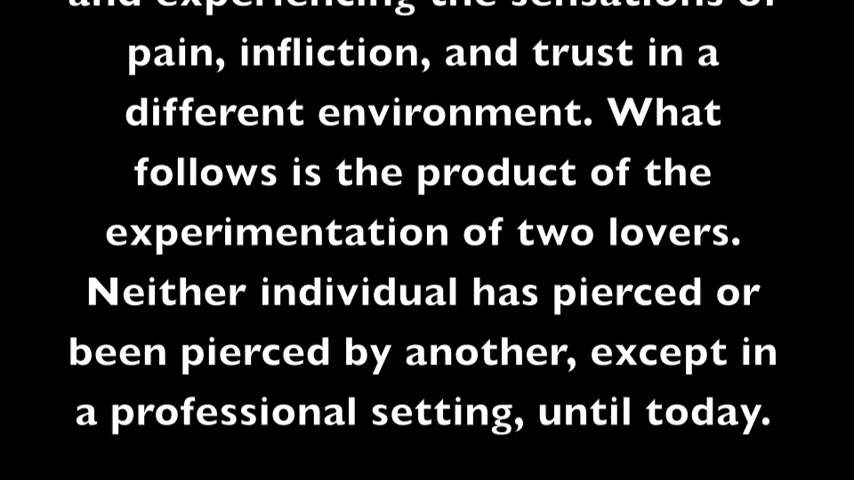 and experiencing the sensations of
pain, infliction, and trust in a
different environment. What
follows is the product of the
experimentation of two lovers.
Neither individual has pierced or
been pierced by another, except in
a professional setting, until today.